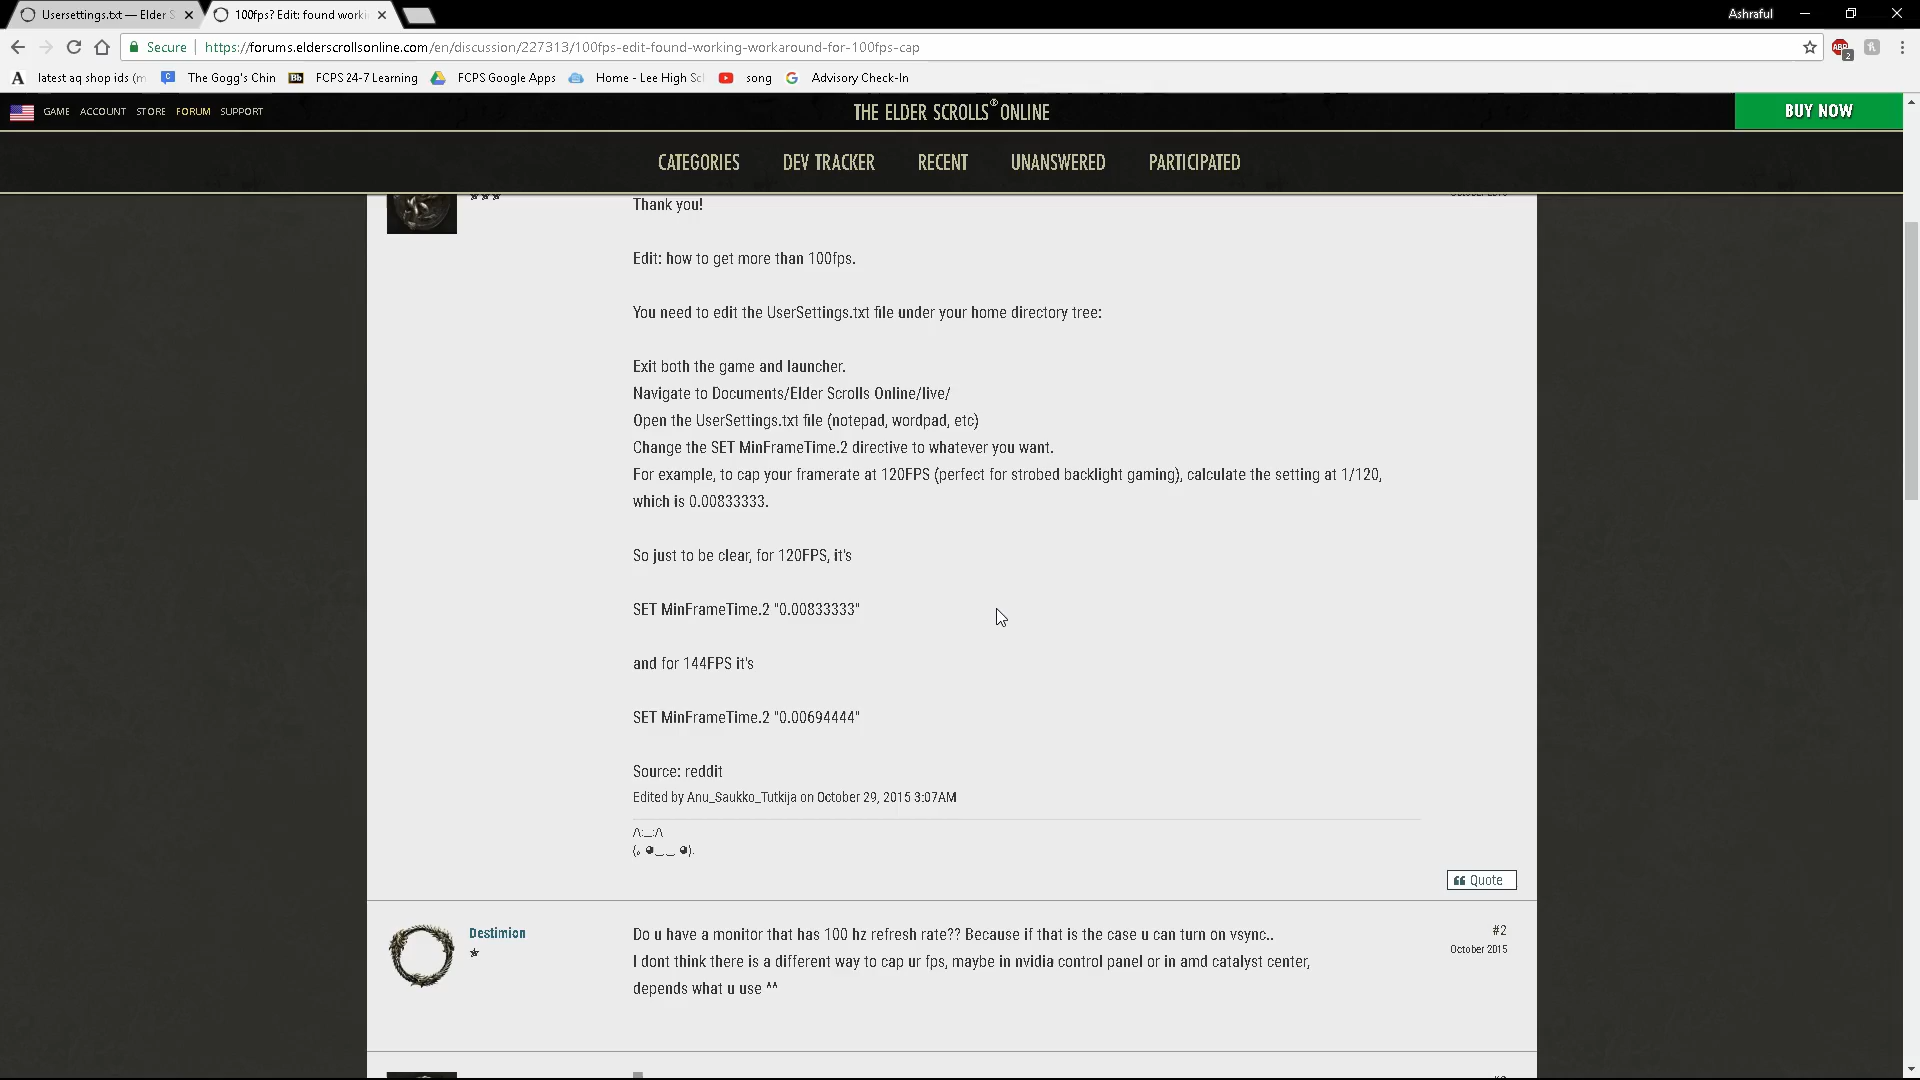 Usersettings.txt — Elder S
100fps? Edit: found worki
Ashraful
Secure
https://forums.elderscrollsonline.com/en/discussion/227313/100fps-edit-found-working-workaround-for-100fps-cap
ABP
2
A latest aq shop ids (m
C The Gogg's Chin
Bb FCPS 24-7 Learning
FCPS Google Apps
Home - Lee High Sc
song
G Advisory Check-In
GAME ACCOUNT STORE FORUM SUPPORT
THE ELDER SCROLLS® ONLINE
BUY NOW
CATEGORIES DEV TRACKER RECENT UNANSWERED PARTICIPATED
Thank you!
Edit: how to get more than 100fps.
You need to edit the UserSettings.txt file under your home directory tree:
Exit both the game and launcher.
Navigate to Documents/Elder Scrolls Online/live/
Open the UserSettings.txt file (notepad, wordpad, etc)
Change the SET MinFrameTime.2 directive to whatever you want.
For example, to cap your framerate at 120FPS (perfect for strobed backlight gaming), calculate the setting at 1/120,
which is 0.00833333.
So just to be clear, for 120FPS, it's
SET MinFrameTime.2 "0.00833333"
and for 144FPS it's
SET MinFrameTime.2 "0.00694444"
Source: reddit
Edited by Anu_Saukko_Tutkija on October 29, 2015 3:07AM
/\:_:/\
(｡ ◕‿ ‿ ◕).
Quote
Destimion
#2
October 2015
Do u have a monitor that has 100 hz refresh rate?? Because if that is the case u can turn on vsync..
I dont think there is a different way to cap ur fps, maybe in nvidia control panel or in amd catalyst center,
depends what u use ^^